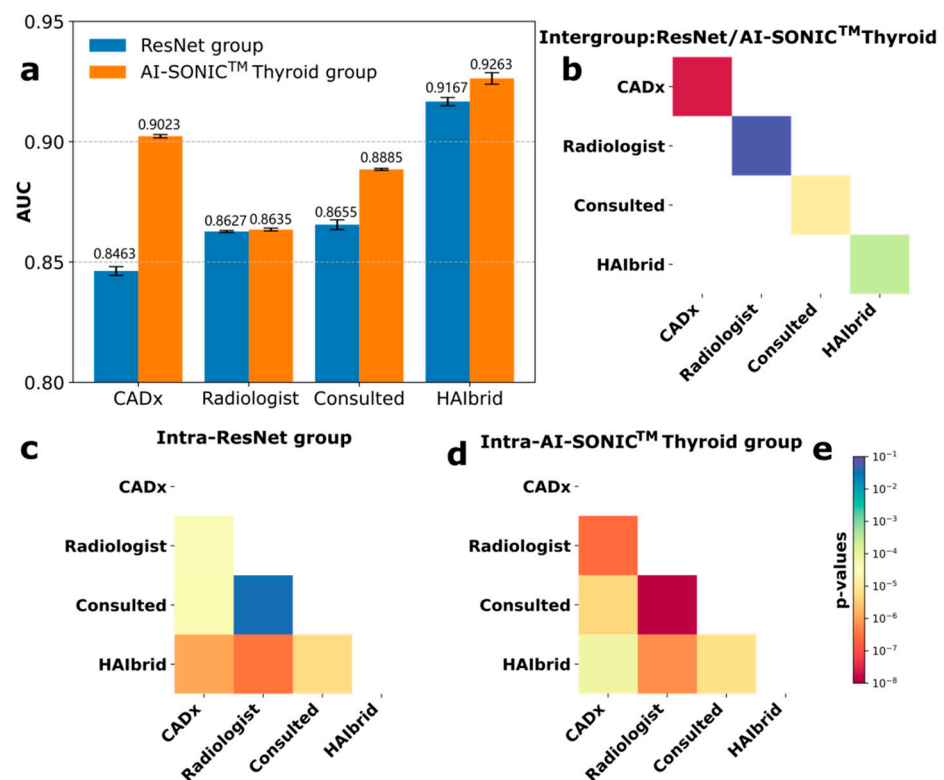 a
0.95
0.90
0.85
0.80
AUC
ResNet group
AI-SONIC™ Thyroid group
0.8463
0.9023
0.8627
0.8635
0.8655
0.8885
0.9167
0.9263
CADx
Radiologist
Consulted
HAIbrid
Intergroup:ResNet/AI-SONIC™Thyroid
b
CADx
Radiologist
Consulted
HAIbrid
CADx
Radiologist
Consulted
HAIbrid
c
Intra-ResNet group
CADx
Radiologist
Consulted
HAIbrid
CADx
Radiologist
Consulted
HAIbrid
d
Intra-AI-SONIC™ Thyroid group
CADx
Radiologist
Consulted
HAIbrid
CADx
Radiologist
Consulted
HAIbrid
e
p-values
10⁻¹
10⁻²
10⁻³
10⁻⁴
10⁻⁵
10⁻⁶
10⁻⁷
10⁻⁸